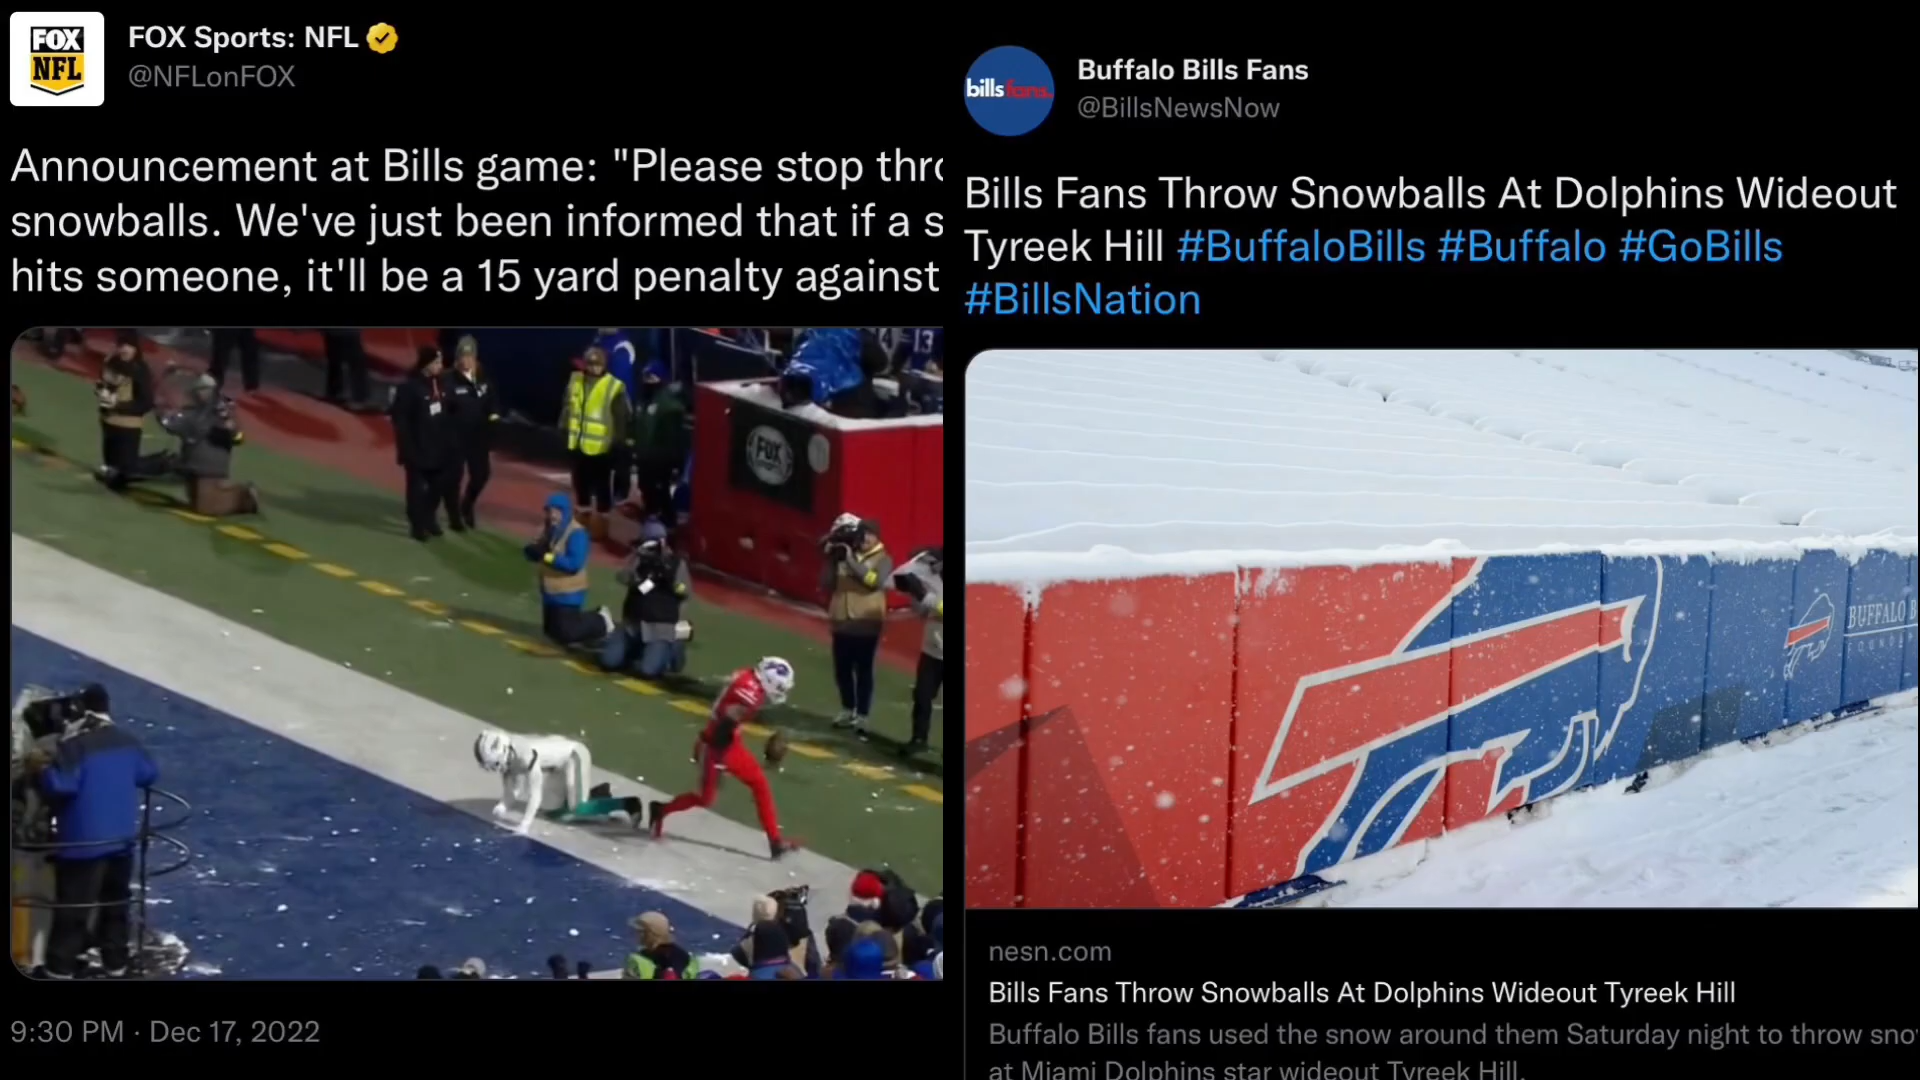 FOX
NFL
FOX Sports: NFL
@NFLonFOX
Announcement at Bills game: "Please stop thro
snowballs. We've just been informed that if a s
hits someone, it'll be a 15 yard penalty against
13
FOX
9:30 PM · Dec 17, 2022
billsfans.
Buffalo Bills Fans
@BillsNewsNow
Bills Fans Throw Snowballs At Dolphins Wideout
Tyreek Hill #BuffaloBills #Buffalo #GoBills
#BillsNation
BUFFALO B
nesn.com
Bills Fans Throw Snowballs At Dolphins Wideout Tyreek Hill
Buffalo Bills fans used the snow around them Saturday night to throw sno
at Miami Dolphins star wideout Tyreek Hill.